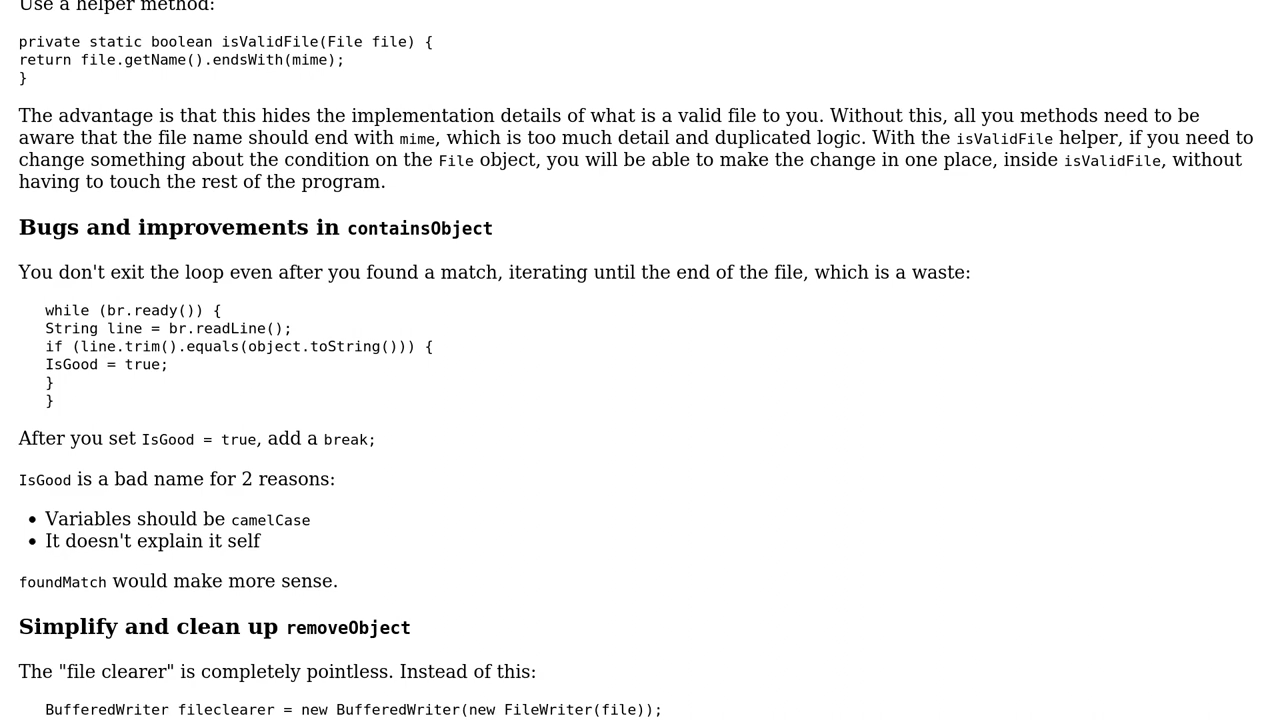 Use a helper method:
private static boolean isValidFile(File file) {
return file.getName().endsWith(mime);
}
The advantage is that this hides the implementation details of what is a valid file to you. Without this, all you methods need to be
aware that the file name should end with mime, which is too much detail and duplicated logic. With the isValidFile helper, if you need to
change something about the condition on the File object, you will be able to make the change in one place, inside isValidFile, without
having to touch the rest of the program.
Bugs and improvements in containsObject
You don't exit the loop even after you found a match, iterating until the end of the file, which is a waste:
while (br.ready()) {
String line = br.readLine();
if (line.trim().equals(object.toString())) {
IsGood = true;
}
}
After you set IsGood = true, add a break;
IsGood is a bad name for 2 reasons:
• Variables should be camelCase
• It doesn't explain it self
foundMatch would make more sense.
Simplify and clean up removeObject
The "file clearer" is completely pointless. Instead of this:
BufferedWriter fileclearer = new BufferedWriter(new FileWriter(file));